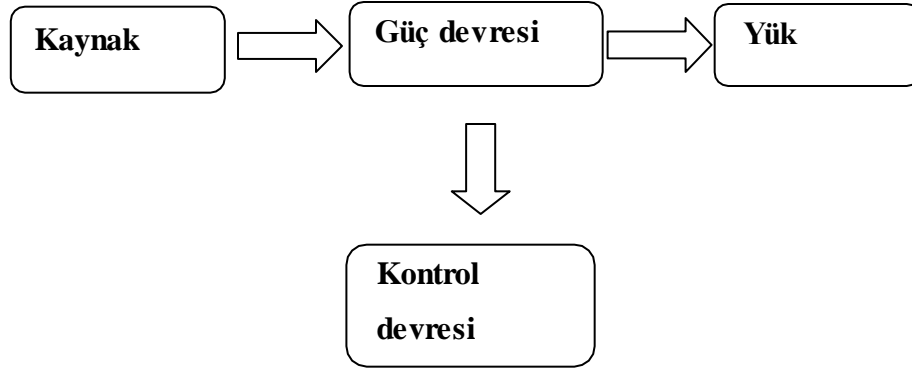 Kaynak
Güç devresi
Yük
Kontrol
devresi